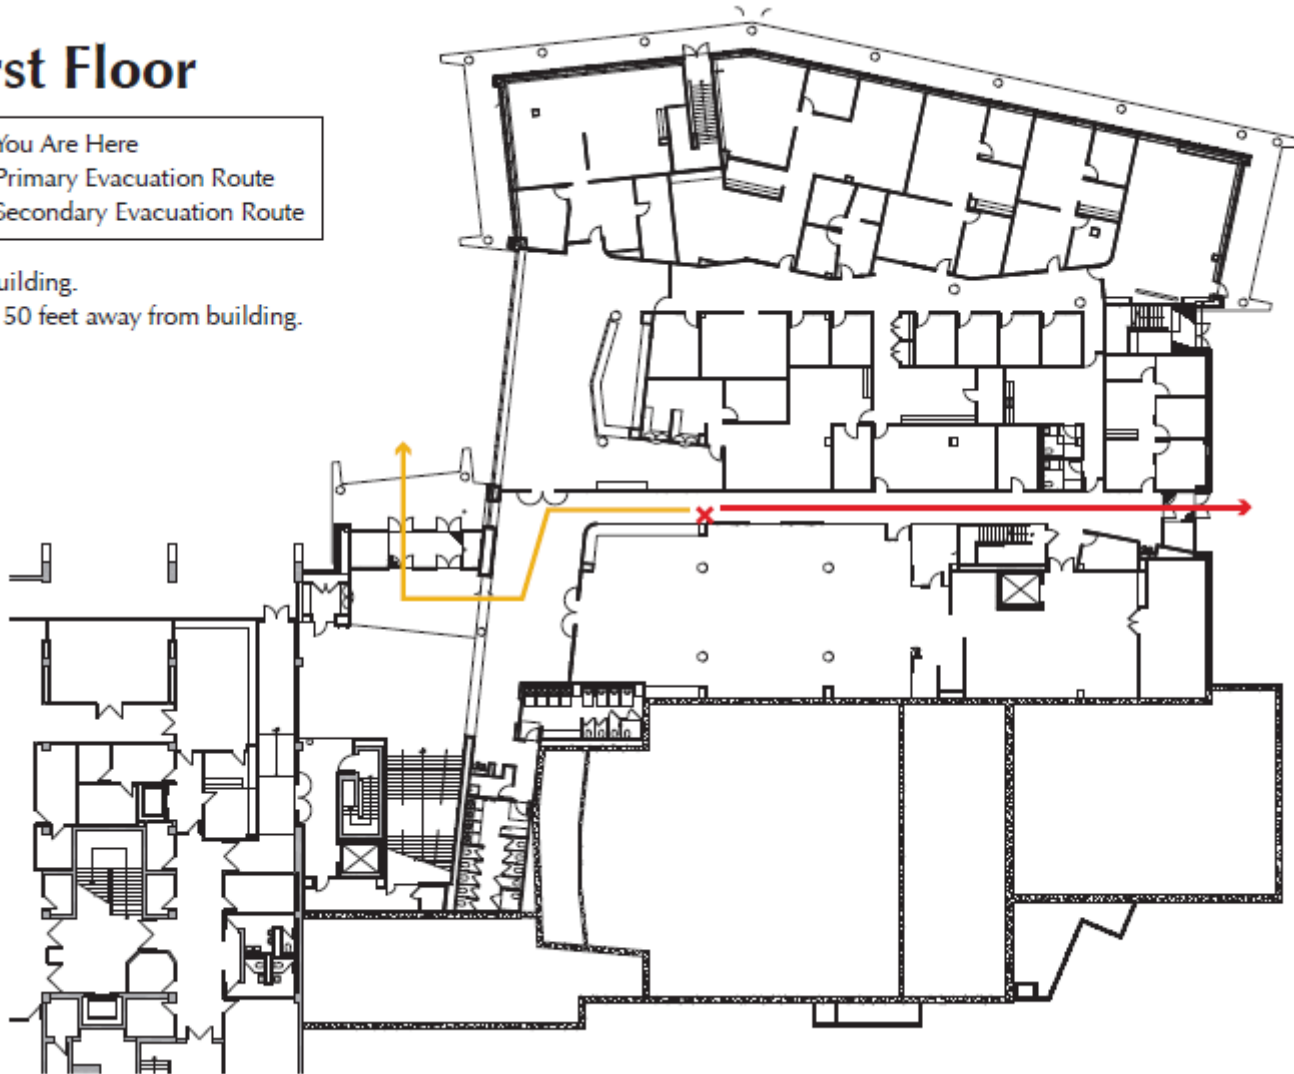 rst Floor
You Are Here
Primary Evacuation Route
Secondary Evacuation Route
uilding.
50 feet away from building.